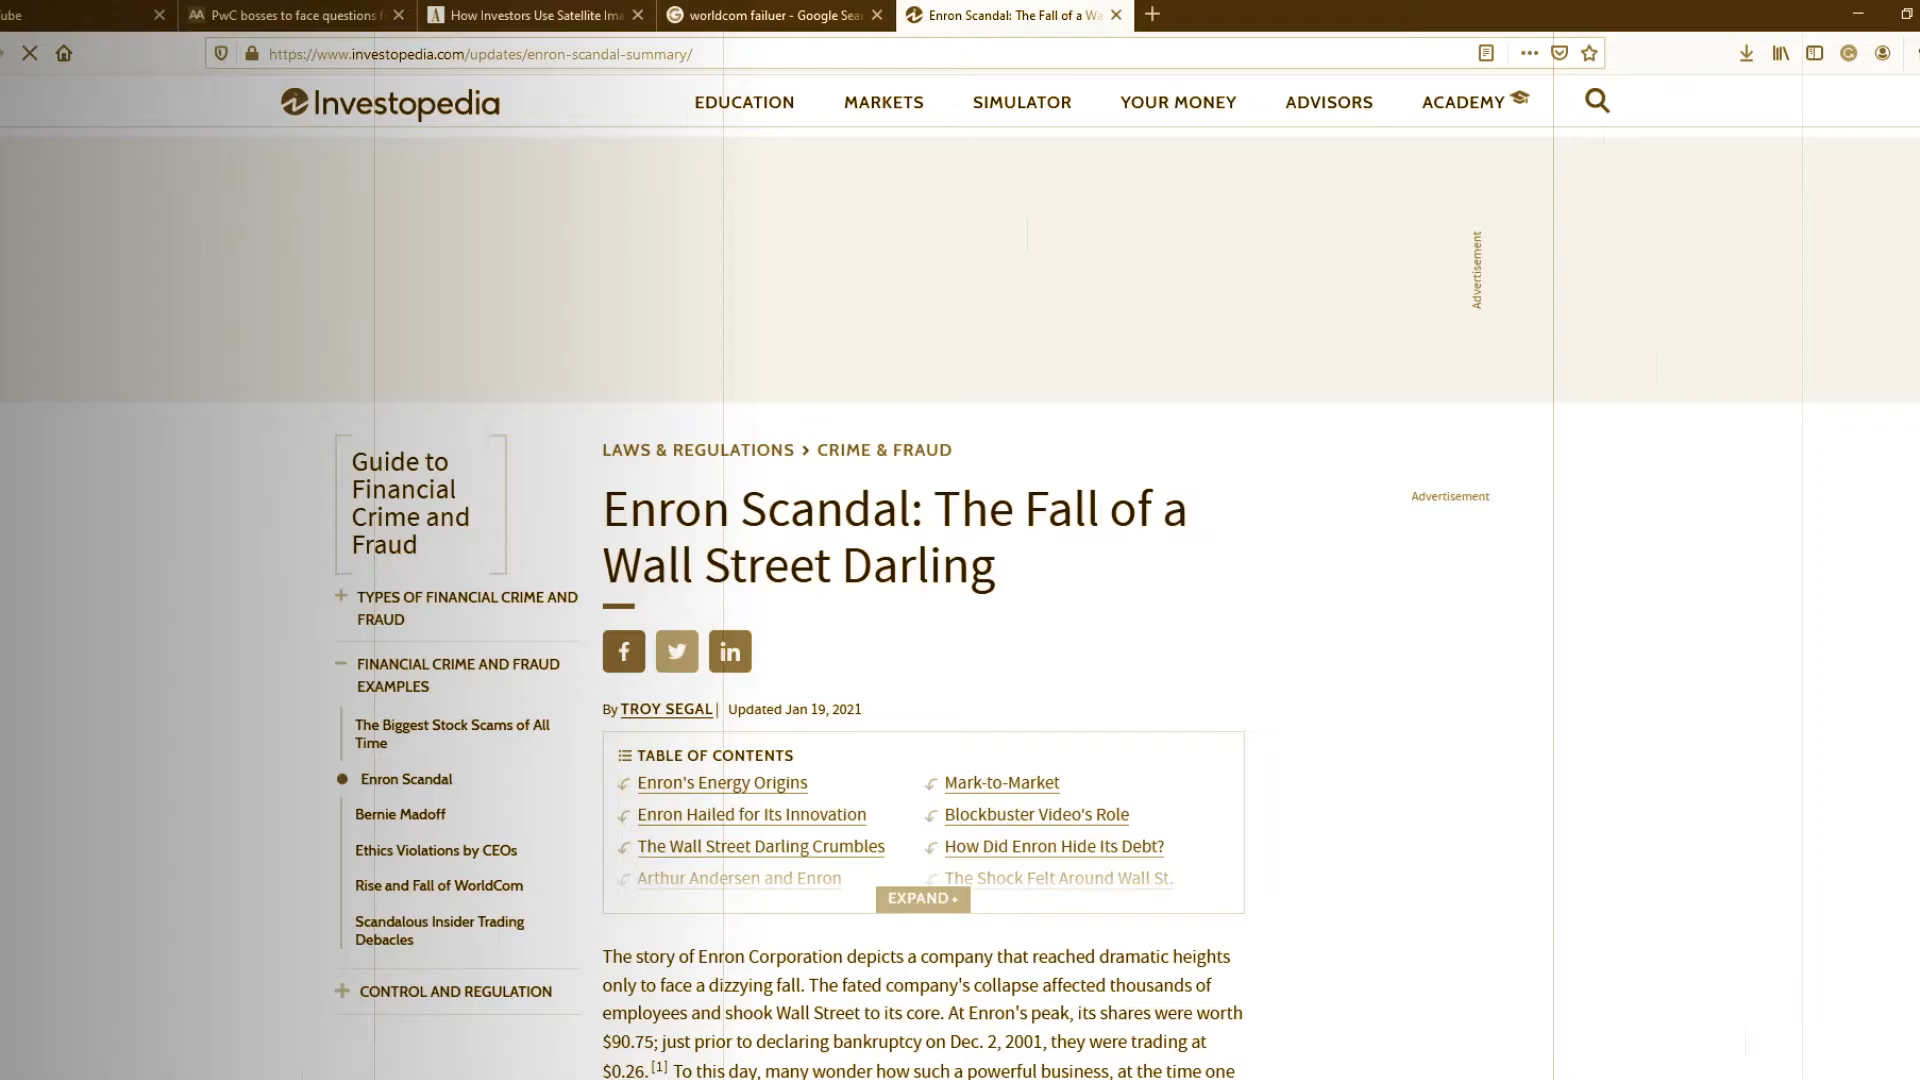 ube
PwC bosses to face questions f
How Investors Use Satellite Ima
worldcom failuer - Google Sear
Enron Scandal: The Fall of a Wa
https://www.investopedia.com/updates/enron-scandal-summary/
Investopedia
EDUCATION
MARKETS
SIMULATOR
YOUR MONEY
ADVISORS
ACADEMY
Advertisement
Guide to
Financial
Crime and
Fraud
TYPES OF FINANCIAL CRIME AND
FRAUD
FINANCIAL CRIME AND FRAUD
EXAMPLES
The Biggest Stock Scams of All
Time
Enron Scandal
Bernie Madoff
Ethics Violations by CEOs
Rise and Fall of WorldCom
Scandalous Insider Trading
Debacles
CONTROL AND REGULATION
LAWS & REGULATIONS > CRIME & FRAUD
Enron Scandal: The Fall of a
Wall Street Darling
By TROY SEGAL | Updated Jan 19, 2021
TABLE OF CONTENTS
Enron's Energy Origins
Enron Hailed for Its Innovation
The Wall Street Darling Crumbles
Arthur Andersen and Enron
Mark-to-Market
Blockbuster Video's Role
How Did Enron Hide Its Debt?
The Shock Felt Around Wall St.
EXPAND +
The story of Enron Corporation depicts a company that reached dramatic heights
only to face a dizzying fall. The fated company's collapse affected thousands of
employees and shook Wall Street to its core. At Enron's peak, its shares were worth
$90.75; just prior to declaring bankruptcy on Dec. 2, 2001, they were trading at
$0.26.[1] To this day, many wonder how such a powerful business, at the time one
Advertisement